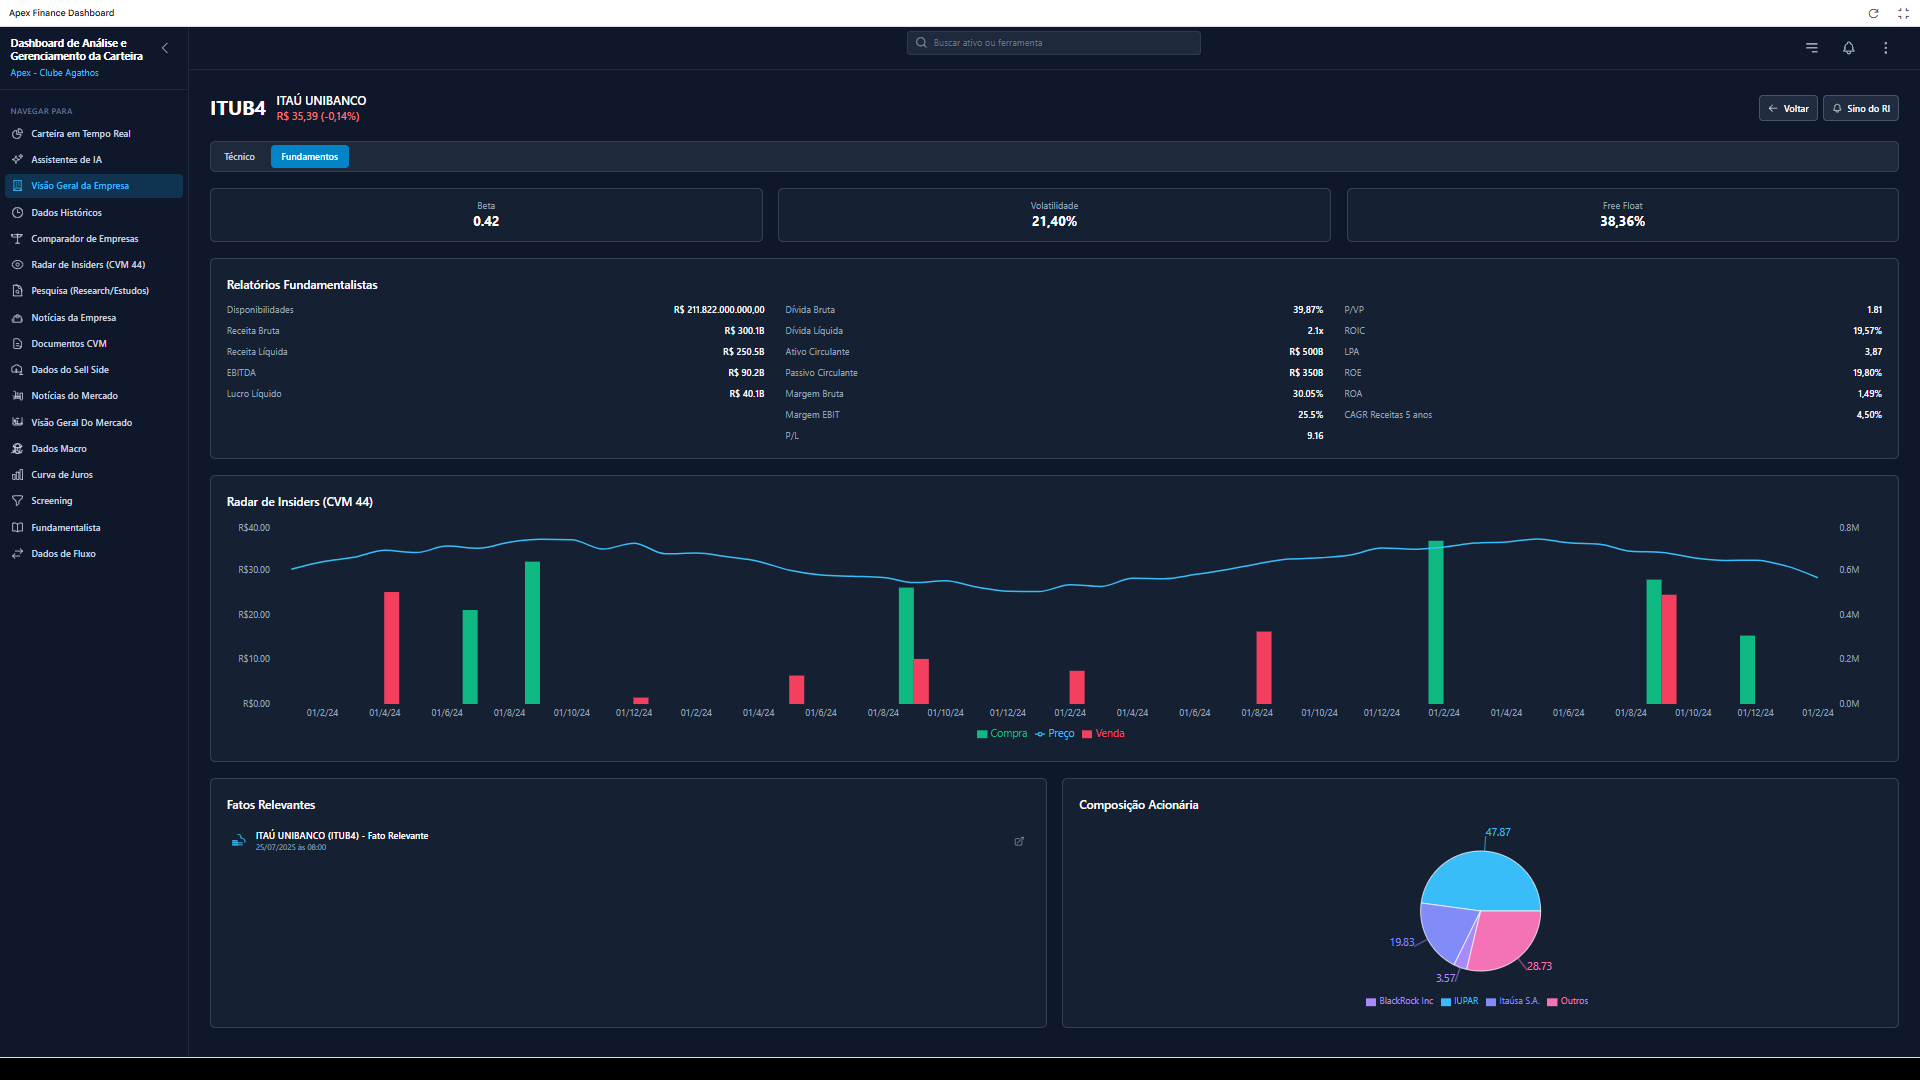 Apex Finance Dashboard
Dashboard de Análise e
Gerenciamento da Carteira
Apex - Clube Agathos
NAVEGAR PARA
Carteira em Tempo Real
Assistentes de IA
Visão Geral da Empresa
Dados Históricos
Comparador de Empresas
Radar de Insiders (CVM 44)
Pesquisa (Research/Estudos)
Notícias da Empresa
Documentos CVM
Dados do Sell Side
Notícias do Mercado
Visão Geral Do Mercado
Dados Macro
Curva de Juros
Screening
Fundamentalista
Dados de Fluxo
Buscar ativo ou ferramenta
ITUB4
ITAÚ UNIBANCO
R$ 35,39 (-0,14%)
Voltar
Sino do RI
Técnico Fundamentos
Beta
0.42
Volatilidade
21,40%
Free Float
38,36%
Relatórios Fundamentalistas
Disponibilidades R$ 211.822.000.000,00
Receita Bruta R$ 300.1B
Receita Líquida R$ 250.5B
EBITDA R$ 90.2B
Lucro Líquido R$ 40.1B
Dívida Bruta 39,87%
Dívida Líquida 2.1x
Ativo Circulante R$ 500B
Passivo Circulante R$ 350B
Margem Bruta 30.05%
Margem EBIT 25.5%
P/L 9.16
P/VP 1.81
ROIC 19,57%
LPA 3,87
ROE 19,80%
ROA 1,49%
CAGR Receitas 5 anos 4,50%
Radar de Insiders (CVM 44)
R$40.00
R$30.00
R$20.00
R$10.00
R$0.00
0.8M
0.6M
0.4M
0.2M
0.0M
01/2/24 01/4/24 01/6/24 01/8/24 01/10/24 01/12/24 01/2/24 01/4/24 01/6/24 01/8/24 01/10/24 01/12/24 01/2/24 01/4/24 01/6/24 01/8/24 01/10/24 01/12/24 01/2/24 01/4/24 01/6/24 01/8/24 01/10/24 01/12/24 01/2/24
Compra Preço Venda
Fatos Relevantes
ITAÚ UNIBANCO (ITUB4) - Fato Relevante
25/07/2025 às 08:00
Composição Acionária
47.87
19.83
28.73
3.57
BlackRock Inc IUPAR Itaúsa S.A. Outros